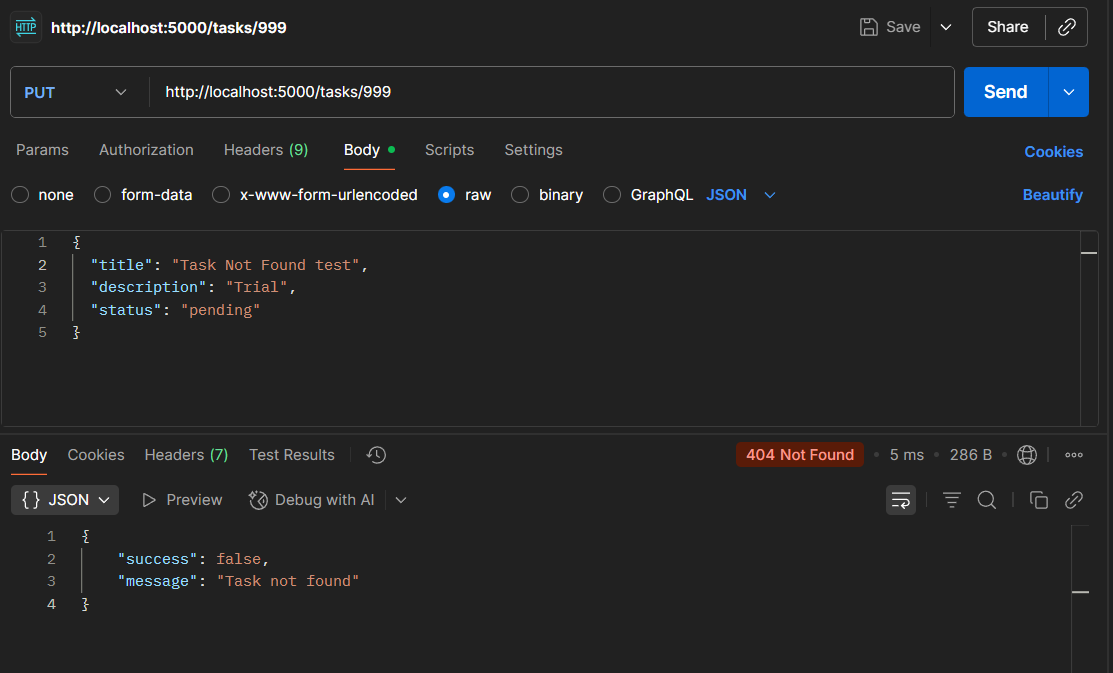 HTTP http://localhost:5000/tasks/999 Save Share
PUT http://localhost:5000/tasks/999 Send
Params Authorization Headers (9) Body Scripts Settings Cookies
none form-data x-www-form-urlencoded raw binary GraphQL JSON Beautify
1 {
2 "title": "Task Not Found test",
3 "description": "Trial",
4 "status": "pending"
5 }
Body Cookies Headers (7) Test Results 404 Not Found 5 ms 286 B
{} JSON Preview Debug with AI
1 {
2 "success": false,
3 "message": "Task not found"
4 }